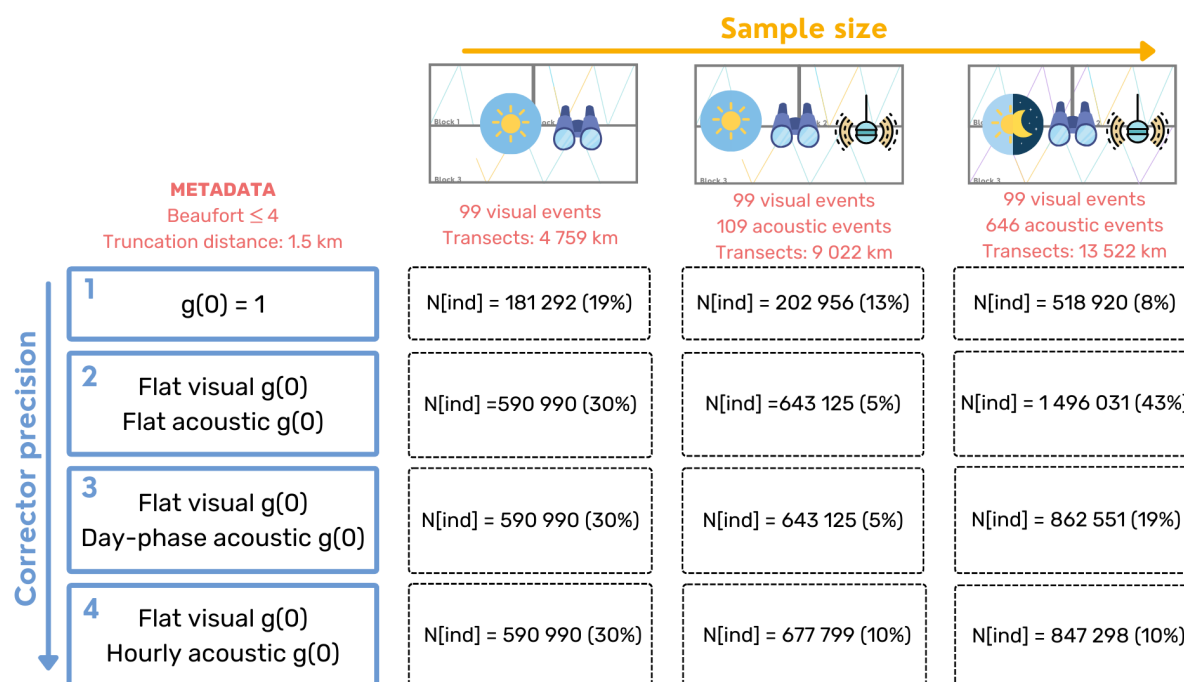 Sample size
Block 1
ock
Block 3
2
Block 3
Bl
2
Block 3
METADATA
Beaufort ≤ 4
Truncation distance: 1.5 km
99 visual events
Transects: 4 759 km
99 visual events
109 acoustic events
Transects: 9 022 km
99 visual events
646 acoustic events
Transects: 13 522 km
Corrector precision
1
g(0) = 1
N[ind] = 181 292 (19%)
N[ind] = 202 956 (13%)
N[ind] = 518 920 (8%)
2
Flat visual g(0)
Flat acoustic g(0)
N[ind] =590 990 (30%)
N[ind] =643 125 (5%)
N[ind] = 1 496 031 (43%)
3
Flat visual g(0)
Day-phase acoustic g(0)
N[ind] = 590 990 (30%)
N[ind] = 643 125 (5%)
N[ind] = 862 551 (19%)
4
Flat visual g(0)
Hourly acoustic g(0)
N[ind] = 590 990 (30%)
N[ind] = 677 799 (10%)
N[ind] = 847 298 (10%)